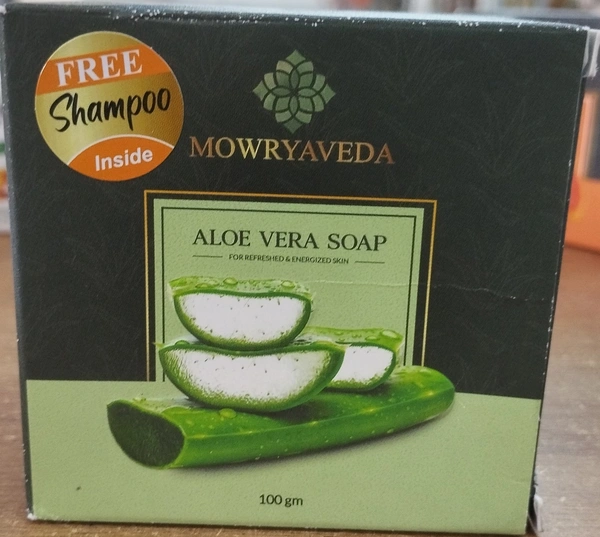 FREE
Shampoo
Inside
MOWRYAVEDA
ALOE VERA SOAP
FOR REFRESHED & ENERGIZED SKIN
100 gm